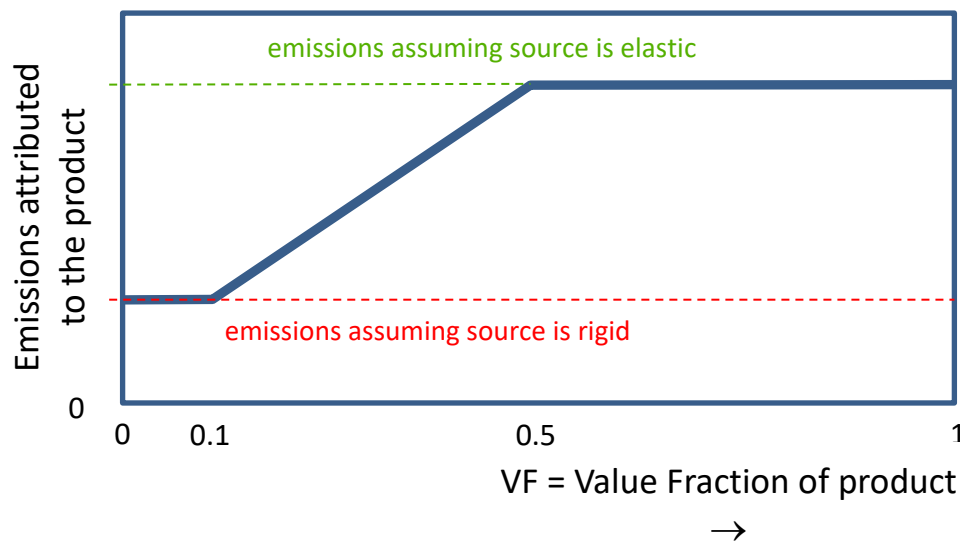 emissions assuming source is elastic
Emissions attributed
to the product
emissions assuming source is rigid
0
0
0.1
0.5
1
VF = Value Fraction of product
→